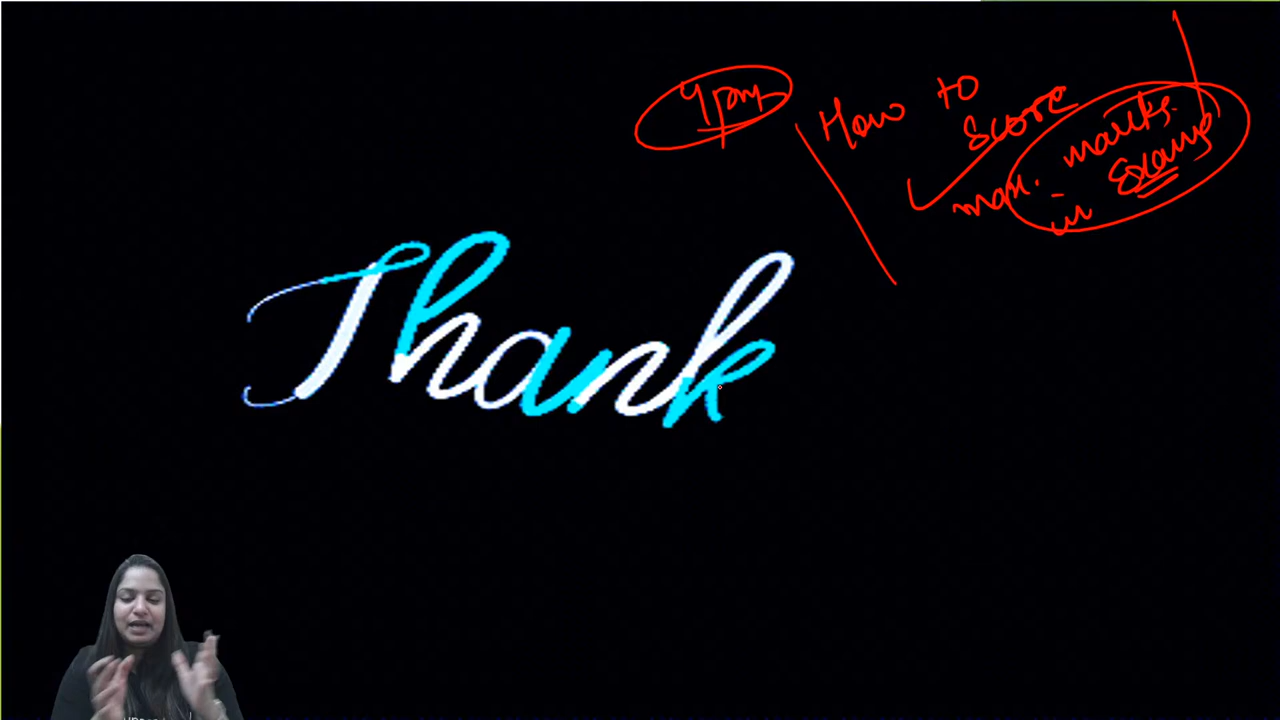 4pm
How to
Score
max. marks
in Exams
Thank